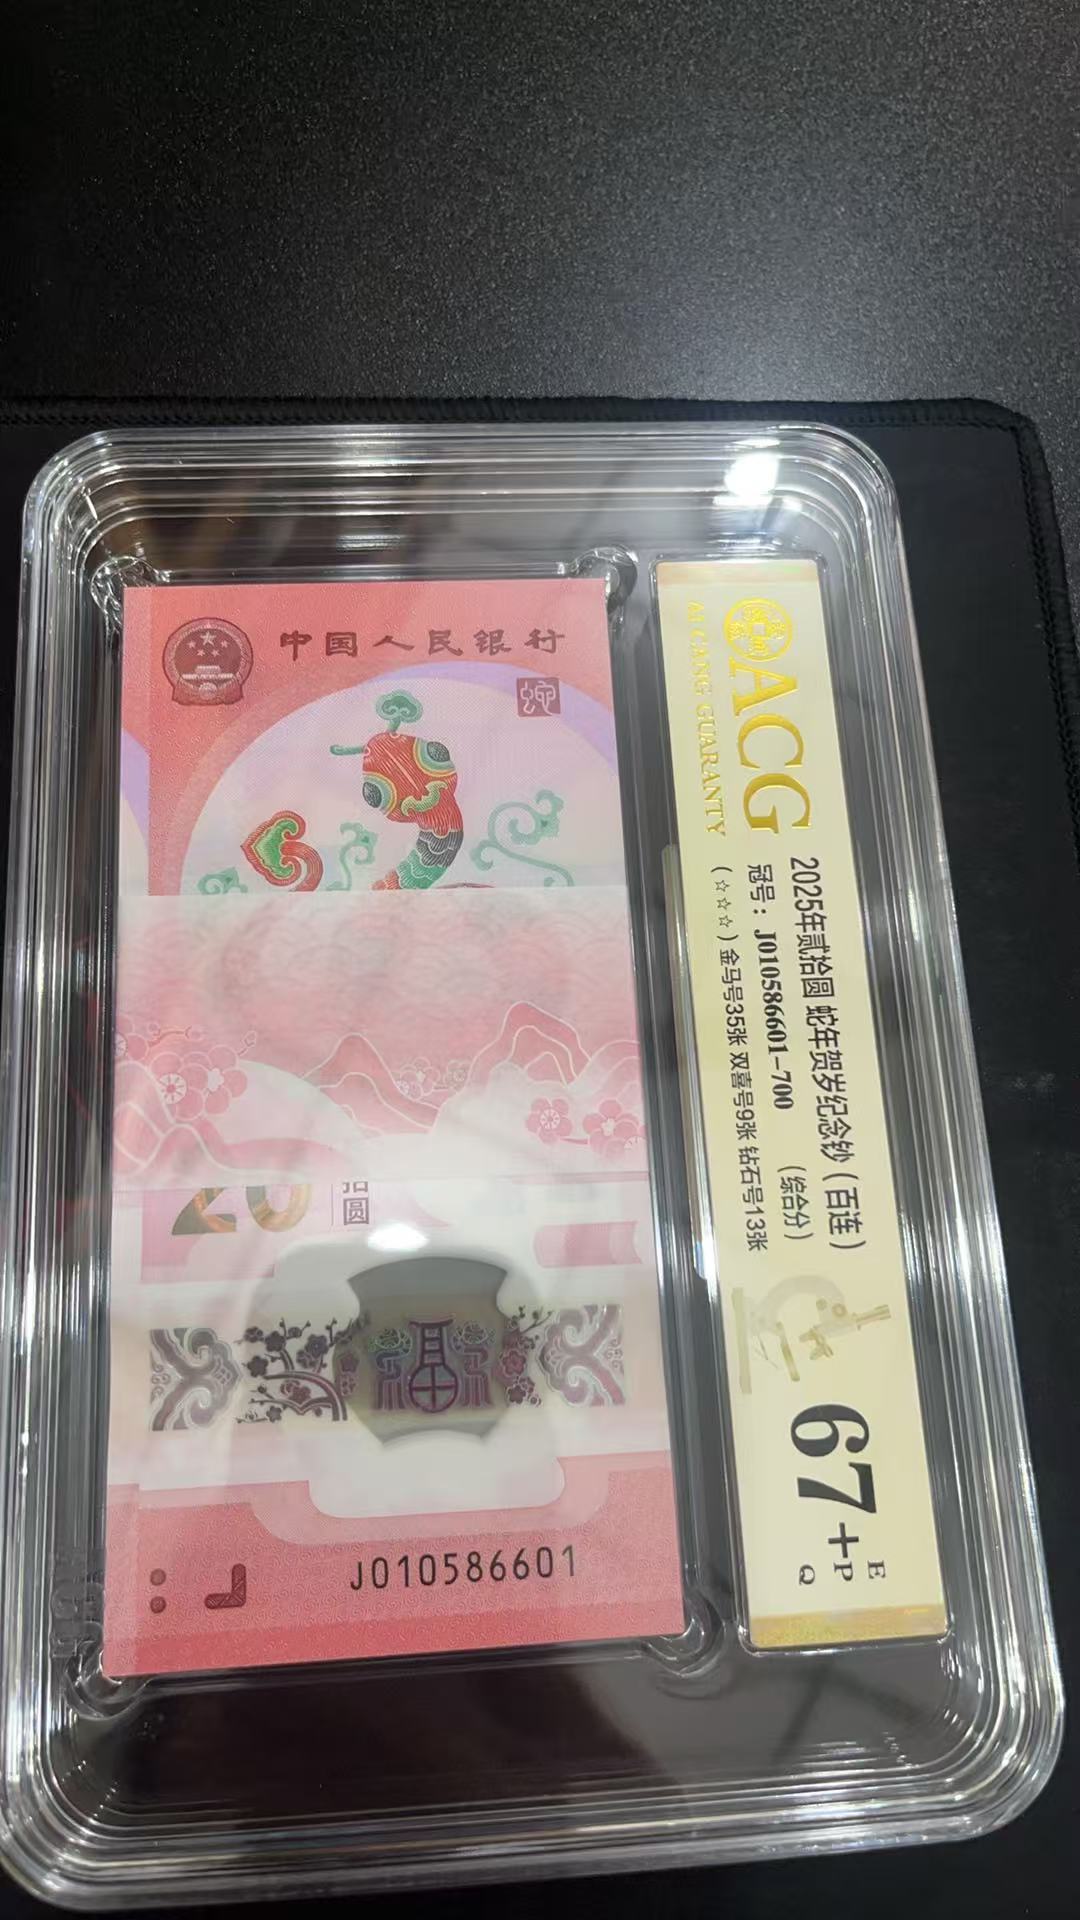 中国人民银行
蛇
20
拾圆
福
J010586601
ACG
AI CANG GUARANTY
2025年贰拾圆 蛇年贺岁纪念钞（百连）
冠号：J010586601-700 （综合分）
（☆☆☆）金马号35张 双喜号9张 钻石号13张
67+
E
P
Q